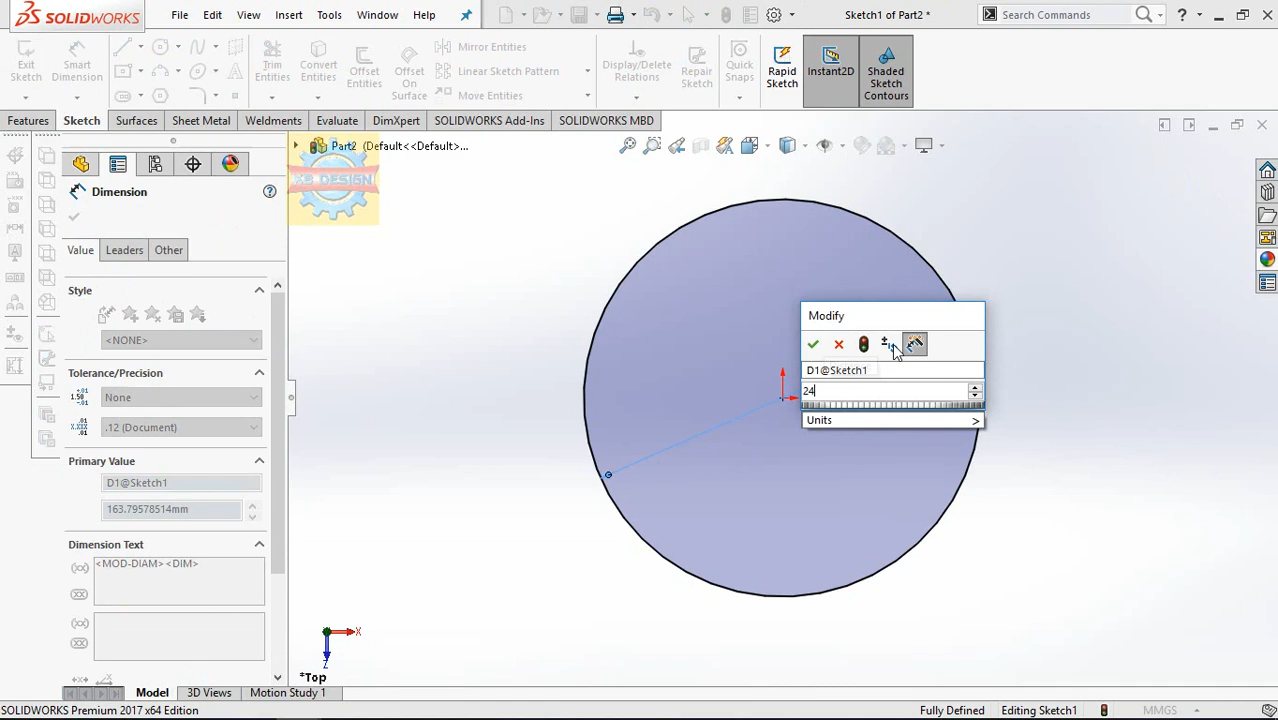 SOLIDWORKS
File Edit View Insert Tools Window Help
Sketch1 of Part2 *
Search Commands
Exit Sketch
Smart Dimension
Trim Entities
Convert Entities
Offset Entities
Offset On Surface
Mirror Entities
Linear Sketch Pattern
Move Entities
Display/Delete Relations
Repair Sketch
Quick Snaps
Rapid Sketch
Instant2D
Shaded Sketch Contours
Features Sketch Surfaces Sheet Metal Weldments Evaluate DimXpert SOLIDWORKS Add-Ins SOLIDWORKS MBD
Part2 (Default<<Default>...
KS DESIGN
Dimension
Value Leaders Other
Style
<NONE>
Tolerance/Precision
None
.12 (Document)
Primary Value
D1@Sketch1
163.79578514mm
Dimension Text
<MOD-DIAM><DIM>
Modify
D1@Sketch1
24
Units >
X
Z
*Top
Model 3D Views Motion Study 1
SOLIDWORKS Premium 2017 x64 Edition
Fully Defined Editing Sketch1 MMGS